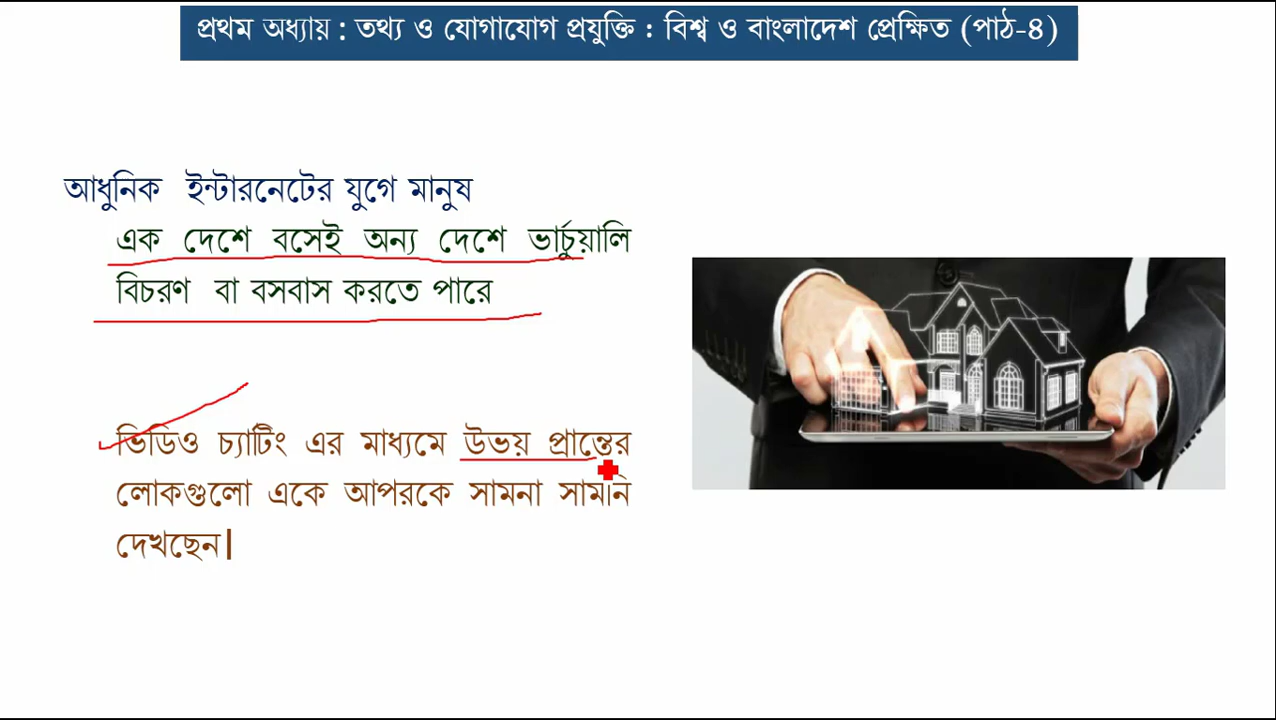 প্রথম অধ্যায় : তথ্য ও যোগাযোগ প্রযুক্তি : বিশ্ব ও বাংলাদেশ প্রেক্ষিত (পাঠ-৪)
আধুনিক ইন্টারনেটের যুগে মানুষ
এক দেশে বসেই অন্য দেশে ভার্চুয়ালি
বিচরণ বা বসবাস করতে পারে
ভিডিও চ্যাটিং এর মাধ্যমে উভয় প্রান্তের
লোকগুলো একে আপরকে সামনা সামনি
দেখছেন।